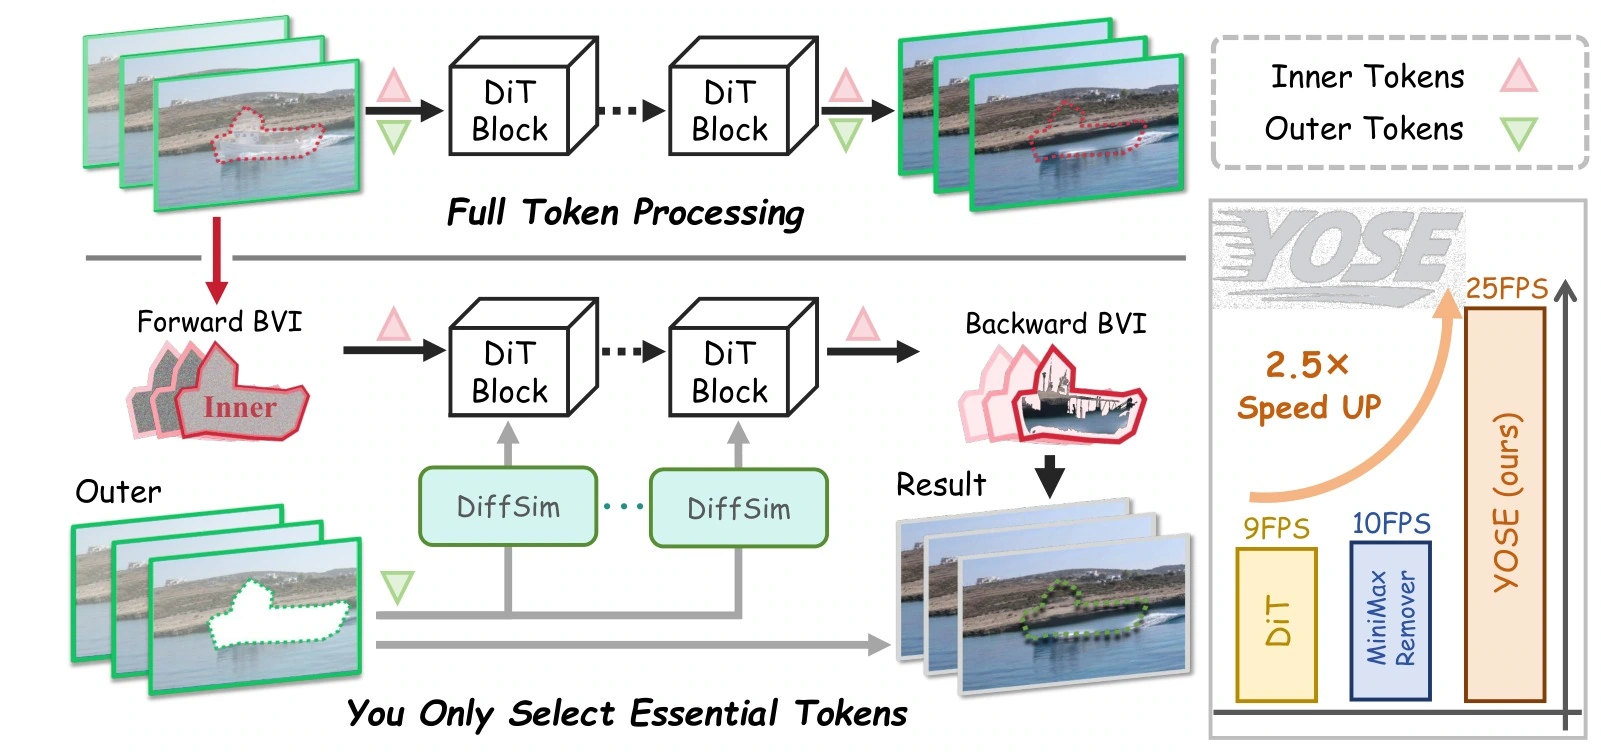 DiT
Block
DiT
Block
Full Token Processing
Inner Tokens
Outer Tokens
Forward BVI
Inner
DiT
Block
DiT
Block
Backward BVI
Outer
DiffSim
DiffSim
Result
You Only Select Essential Tokens
YOSE
2.5×
Speed UP
9FPS
10FPS
25FPS
DiT
MiniMax
Remover
YOSE (ours)